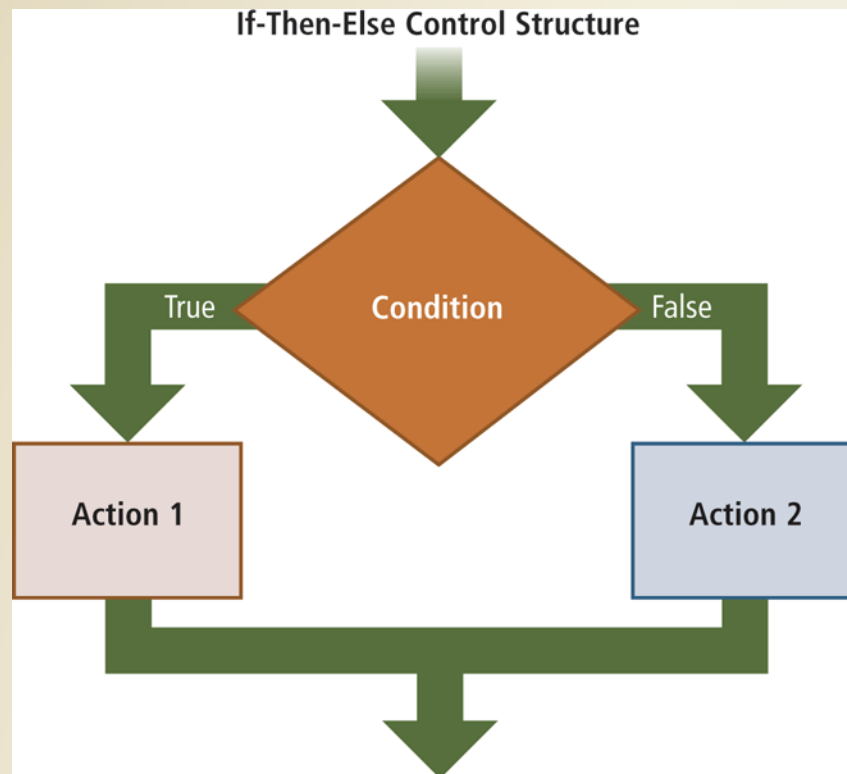 If-Then-Else Control Structure
True
Condition
False
Action 1
Action 2